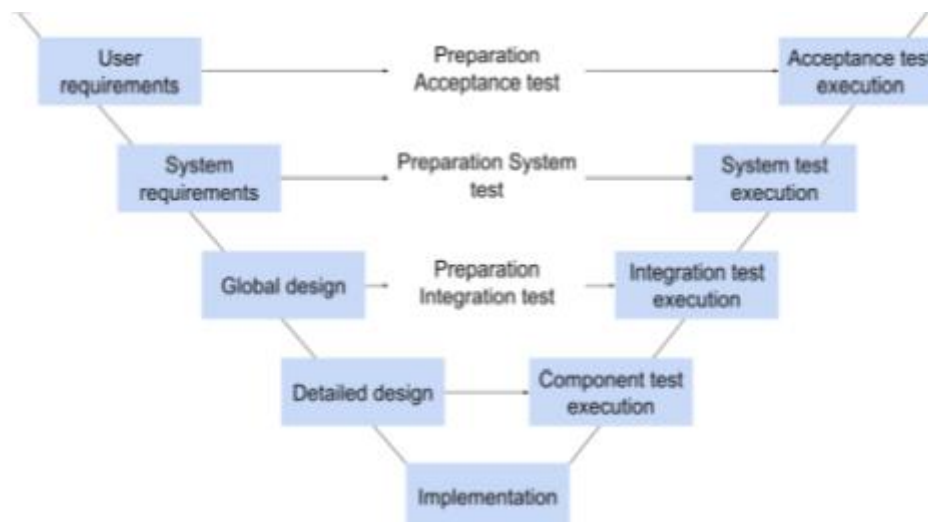 User
requirements
Preparation
Acceptance test
Acceptance test
execution
System
requirements
Preparation System
test
System test
execution
Global design
Preparation
Integration test
Integration test
execution
Detailed design
Component test
execution
Implementation